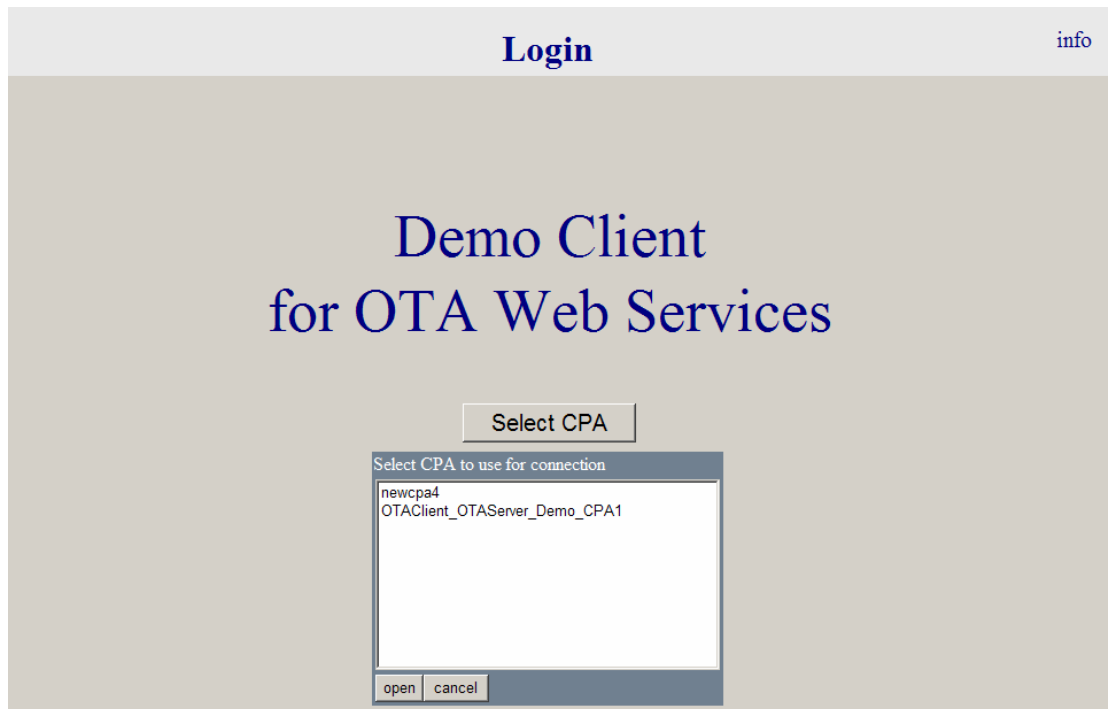 Login
info
Demo Client
for OTA Web Services
Select CPA
Select CPA to use for connection
newcpa4
OTAClient_OTAServer_Demo_CPA1
open cancel